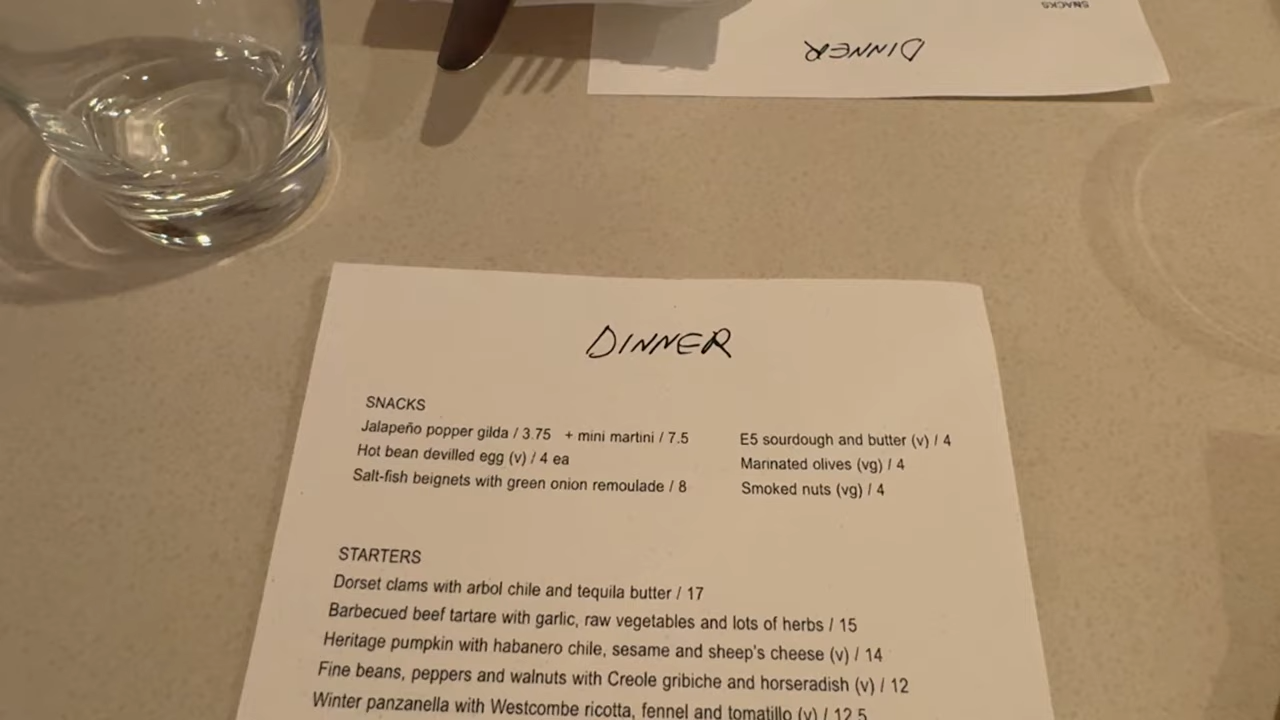 SNACKS
DINNER
DINNER
SNACKS
Jalapeño popper gilda / 3.75 + mini martini / 7.5
Hot bean devilled egg (v) / 4 ea
Salt-fish beignets with green onion remoulade / 8
E5 sourdough and butter (v) / 4
Marinated olives (vg) / 4
Smoked nuts (vg) / 4
STARTERS
Dorset clams with arbol chile and tequila butter / 17
Barbecued beef tartare with garlic, raw vegetables and lots of herbs / 15
Heritage pumpkin with habanero chile, sesame and sheep's cheese (v) / 14
Fine beans, peppers and walnuts with Creole gribiche and horseradish (v) / 12
Winter panzanella with Westcombe ricotta, fennel and tomatillo (v) / 12.5